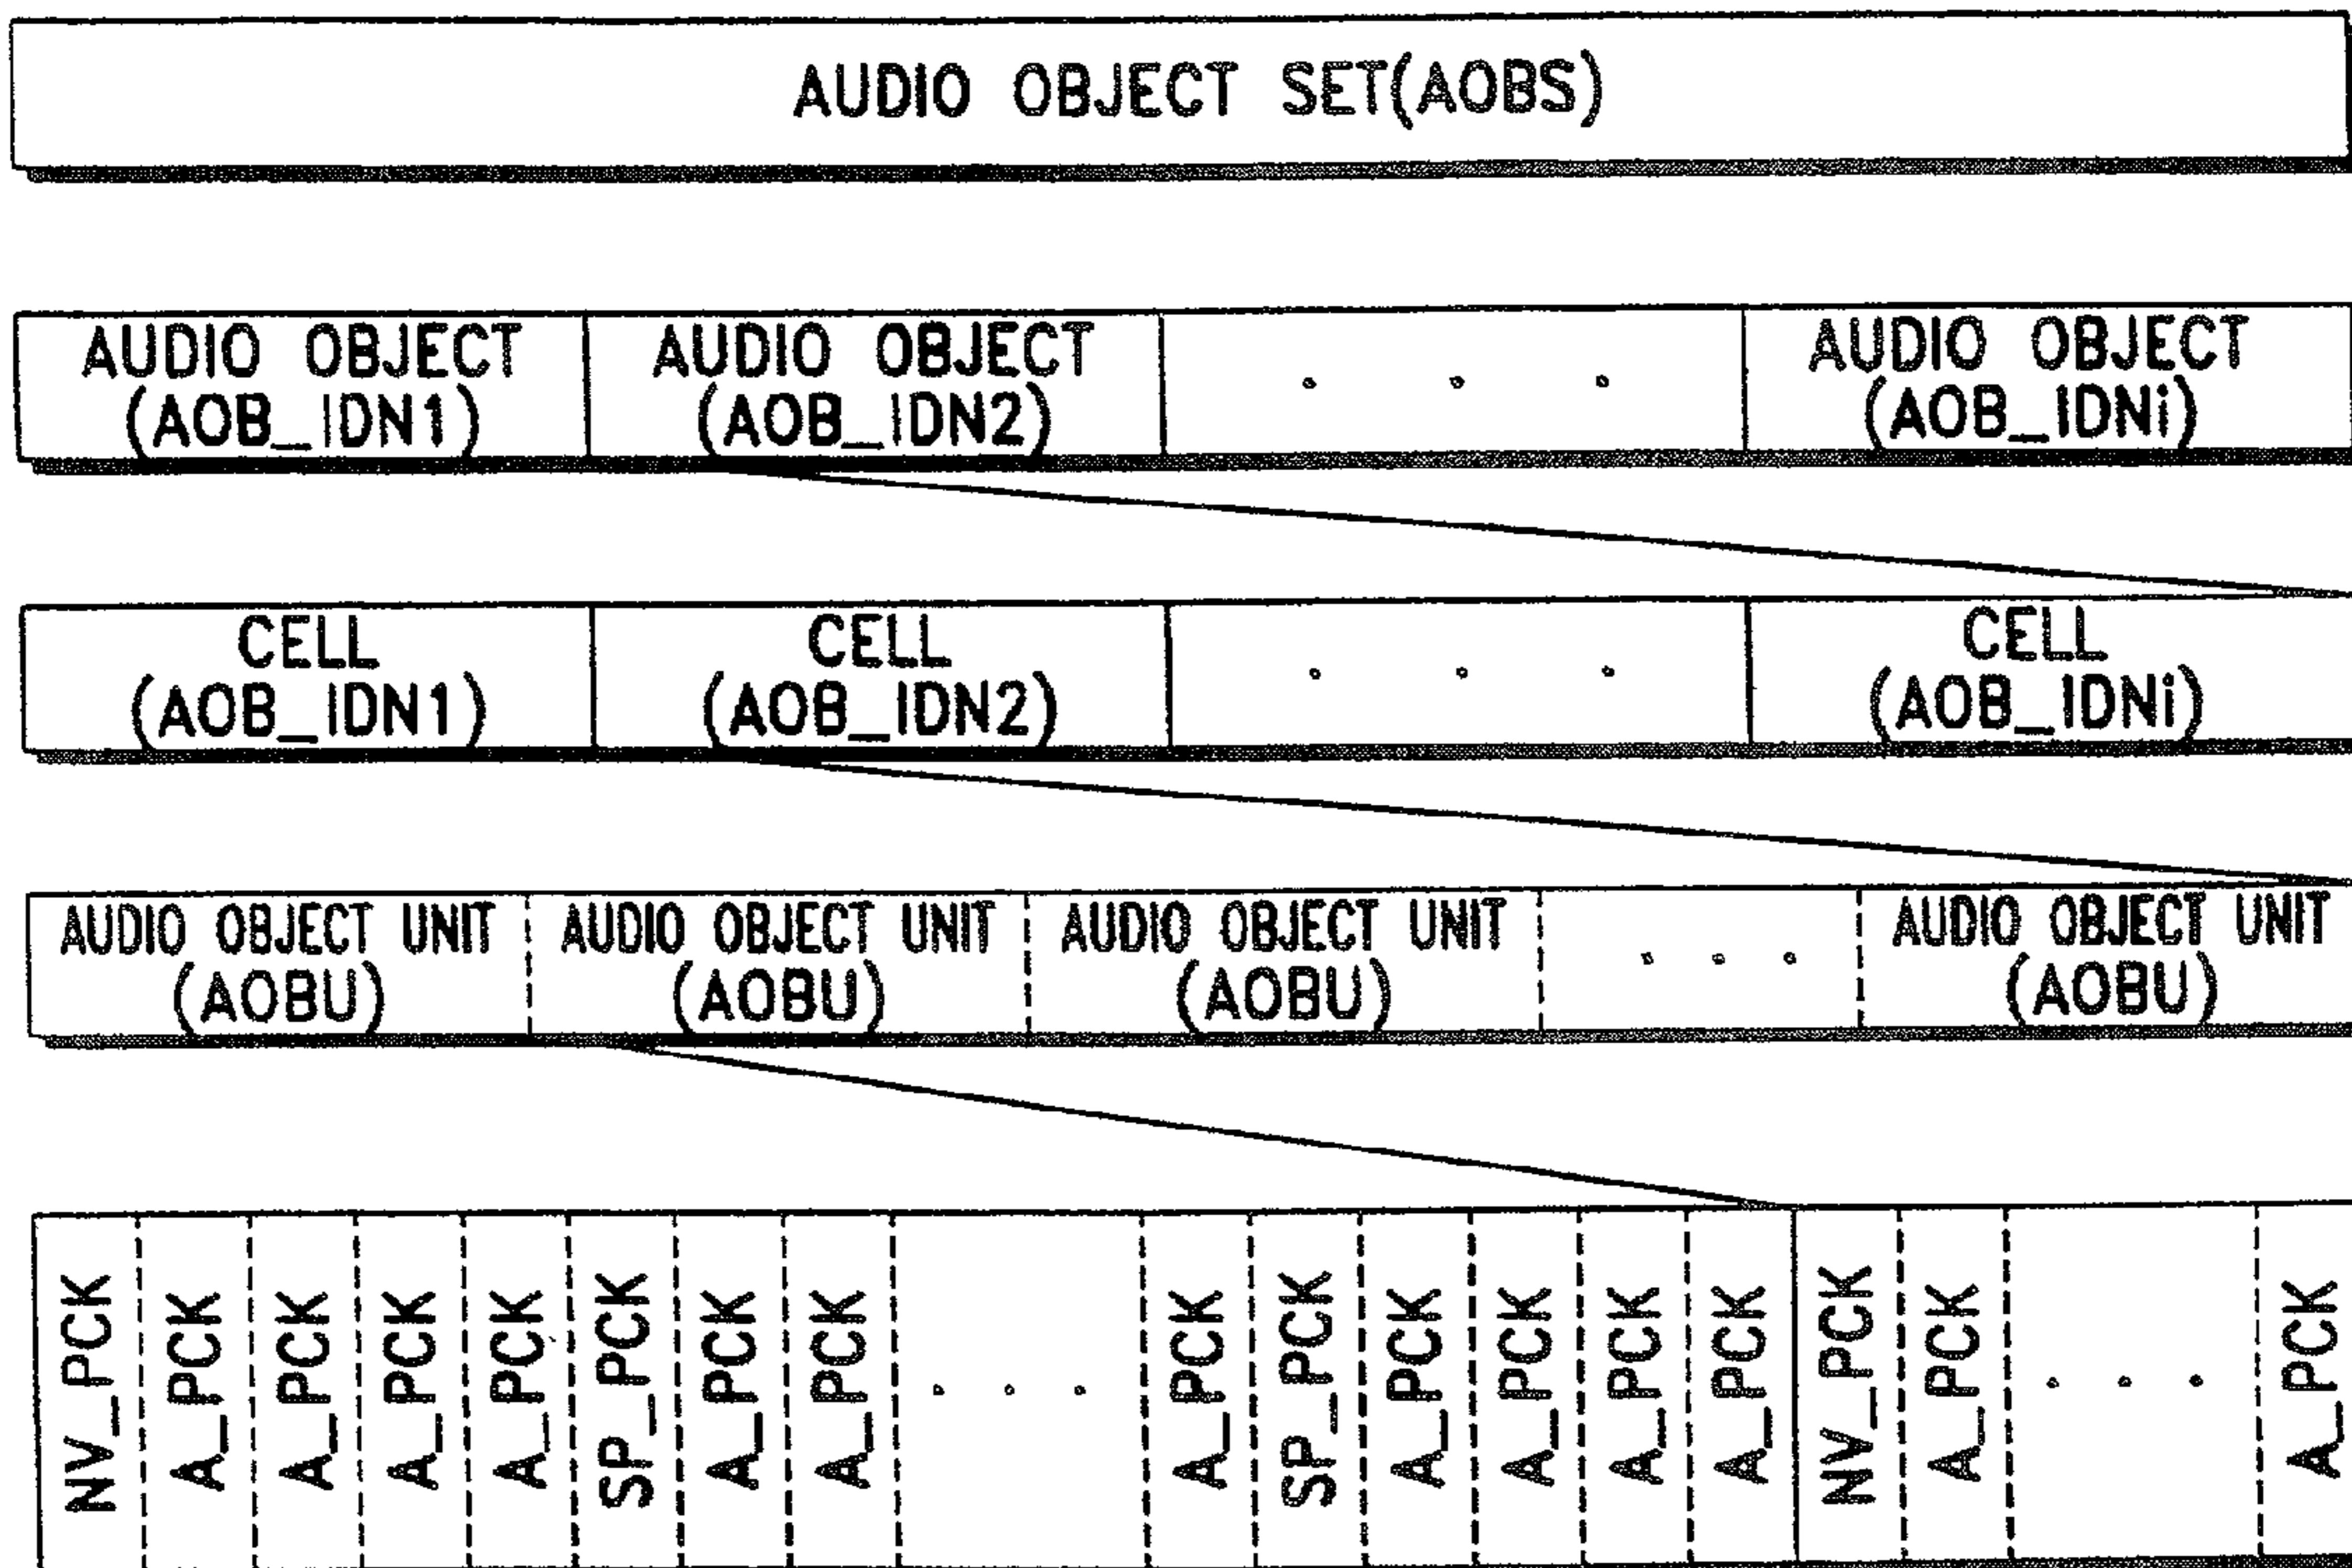 AUDIO OBJECT SET(AOBS)
AUDIO OBJECT
(AOB_IDN1)
AUDIO OBJECT
(AOB_IDN2)
. . .
AUDIO OBJECT
(AOB_IDNi)
CELL
(AOB_IDN1)
CELL
(AOB_IDN2)
. . .
CELL
(AOB_IDNi)
AUDIO OBJECT UNIT
(AOBU)
AUDIO OBJECT UNIT
(AOBU)
AUDIO OBJECT UNIT
(AOBU)
. . .
AUDIO OBJECT UNIT
(AOBU)
NV_PCK
A_PCK
A_PCK
A_PCK
A_PCK
SP_PCK
A_PCK
A_PCK
. . .
A_PCK
SP_PCK
A_PCK
A_PCK
A_PCK
A_PCK
NV_PCK
A_PCK
. . .
A_PCK